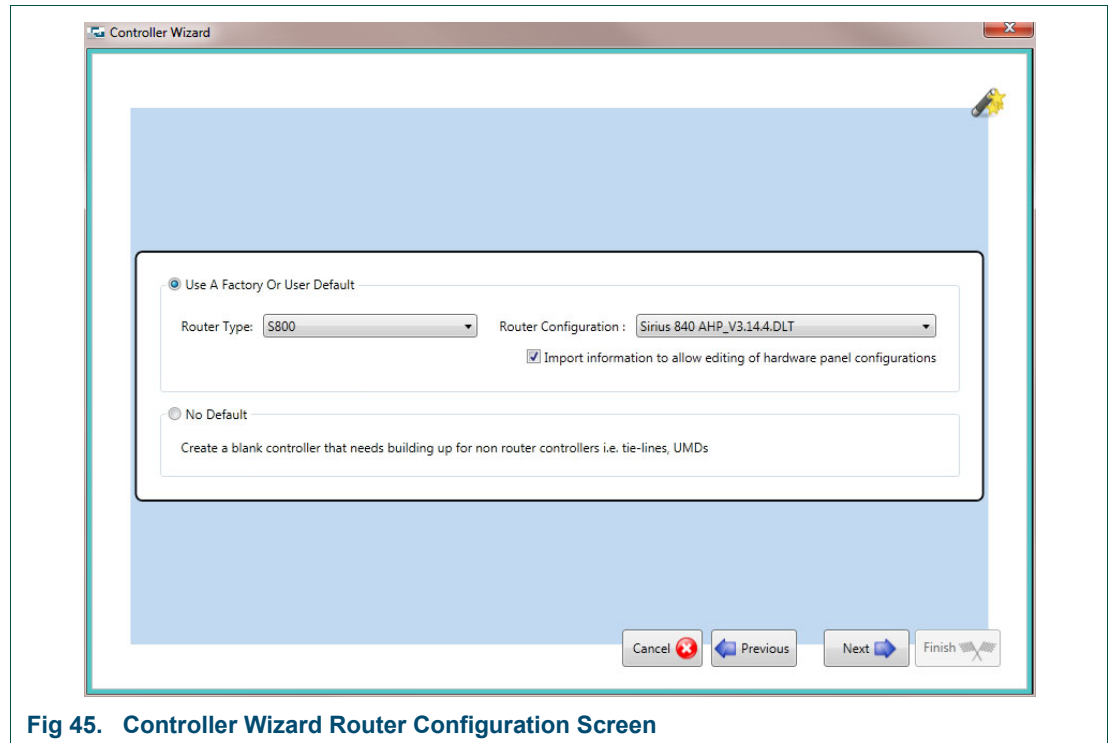 Controller Wizard
Use A Factory Or User Default
Router Type: S800 Router Configuration : Sirius 840 AHP_V3.14.4.DLT
Import information to allow editing of hardware panel configurations
No Default
Create a blank controller that needs building up for non router controllers i.e. tie-lines, UMDs
Cancel Previous Next Finish
Fig 45. Controller Wizard Router Configuration Screen